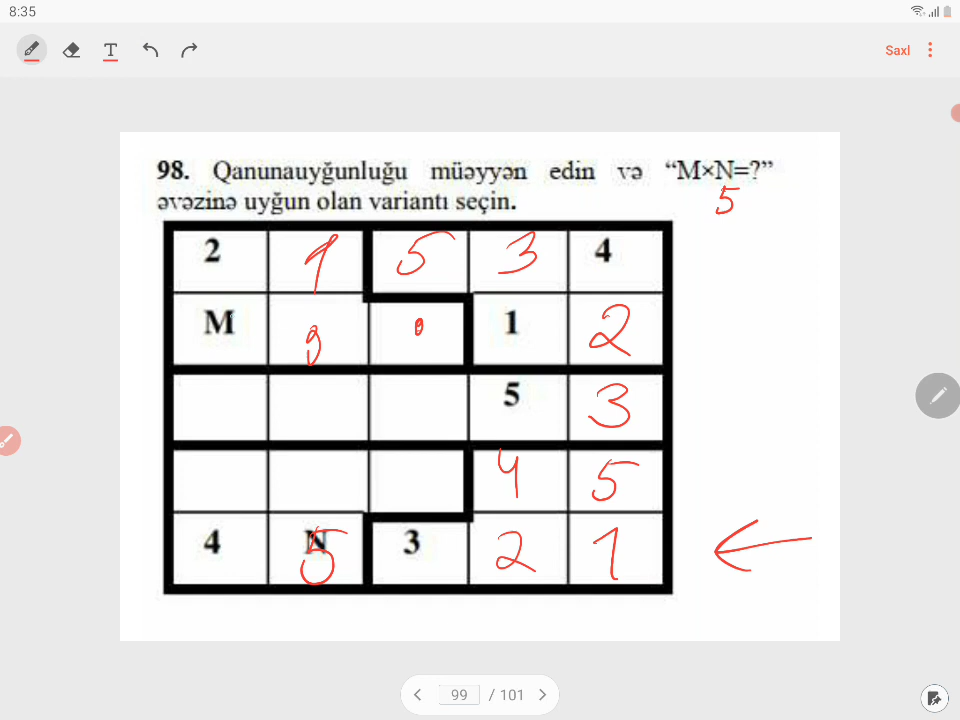 8:35
T
Saxl
98. Qanunauyğunluğu müəyyən edin və “M×N=?”
əvəzinə uyğun olan variantı seçin.
5
2 1 5 3 4
M 1 2
5 3
4 5
4 N 5 3 2 1
99 / 101